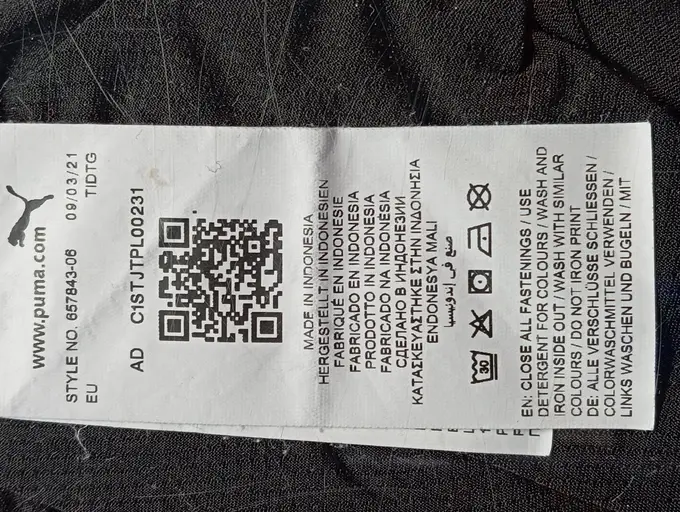 www.puma.com
STYLE NO. 657843-06 09/03/21
EU TIDTG
AD C1STJTPL00231
MADE IN INDONESIA
HERGESTELLT IN INDONESIEN
FABRIQUÉ EN INDONESIE
FABRICADO EN INDONESIA
PRODOTTO IN INDONESIA
FABRICADO NA INDONÉSIA
СДЕЛАНО В ИНДОНЕЗИИ
ΚΑΤΑΣΚΕΥΑΣΤΗΚΕ ΣΤΗΝ ΙΝΔΟΝΗΣΙΑ
ENDONESYA MALI
صنع في إندونيسيا
30
EN: CLOSE ALL FASTENINGS / USE
DETERGENT FOR COLOURS / WASH AND
IRON INSIDE OUT / WASH WITH SIMILAR
COLOURS / DO NOT IRON PRINT
DE: ALLE VERSCHLÜSSE SCHLIESSEN /
COLORWASCHMITTEL VERWENDEN /
LINKS WASCHEN UND BÜGELN / MIT